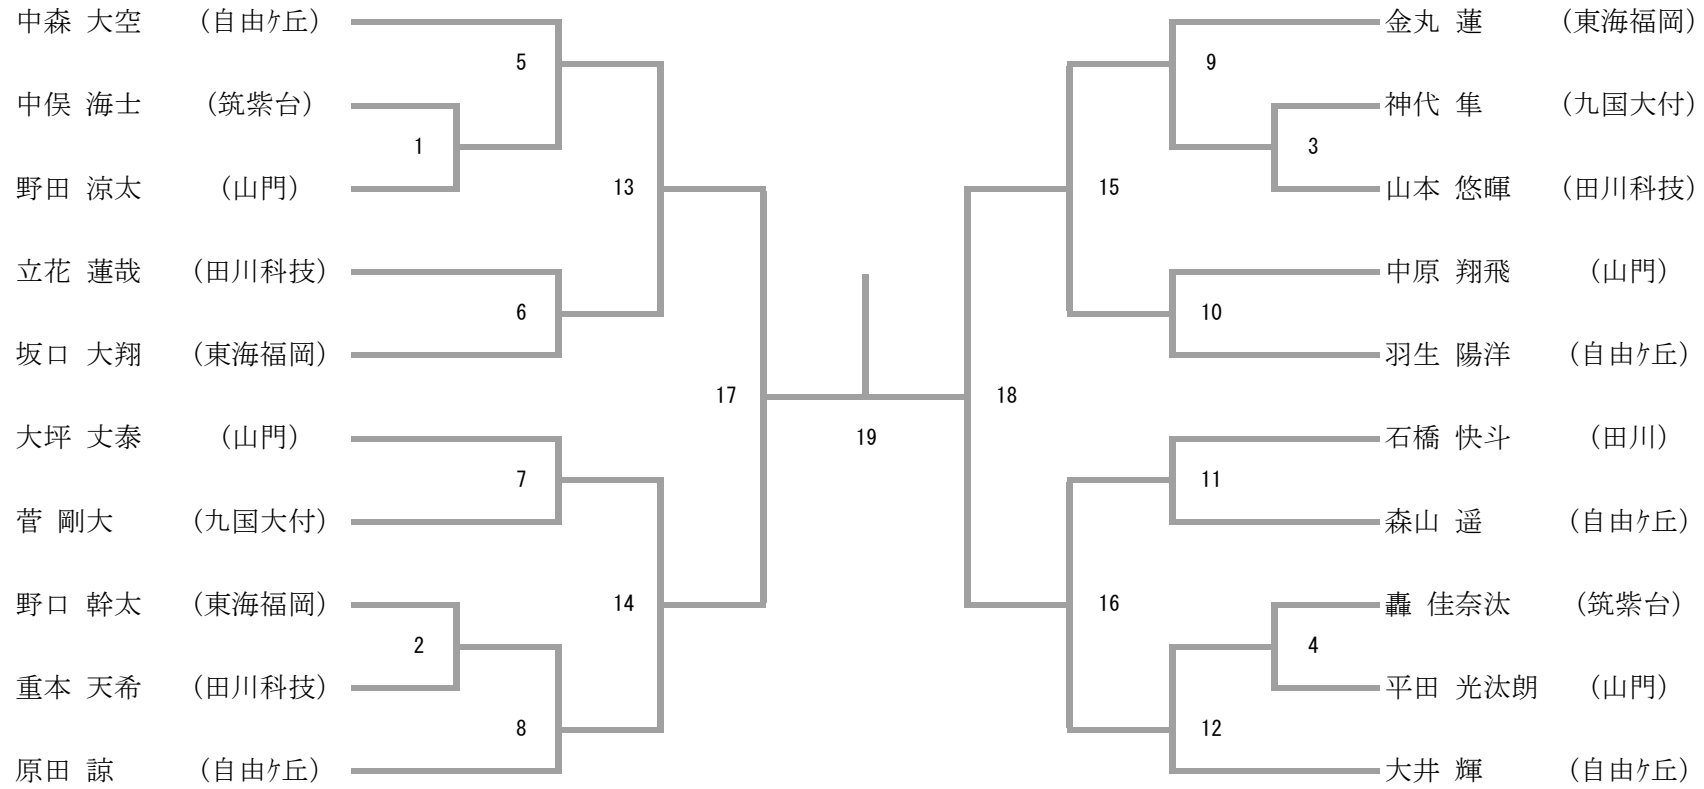 中森 大空 (自由ｹ丘)
5
中俣 海士 (筑紫台)
1
野田 涼太 (山門)
13
立花 蓮哉 (田川科技)
6
坂口 大翔 (東海福岡)
17
大坪 丈泰 (山門)
7
菅 剛大 (九国大付)
野口 幹太 (東海福岡)
14
2
重本 天希 (田川科技)
8
原田 諒 (自由ｹ丘)
19
金丸 蓮 (東海福岡)
9
神代 隼 (九国大付)
3
山本 悠暉 (田川科技)
15
中原 翔飛 (山門)
10
羽生 陽洋 (自由ｹ丘)
18
石橋 快斗 (田川)
11
森山 遥 (自由ｹ丘)
轟 佳奈汰 (筑紫台)
16
4
平田 光汰朗 (山門)
12
大井 輝 (自由ｹ丘)